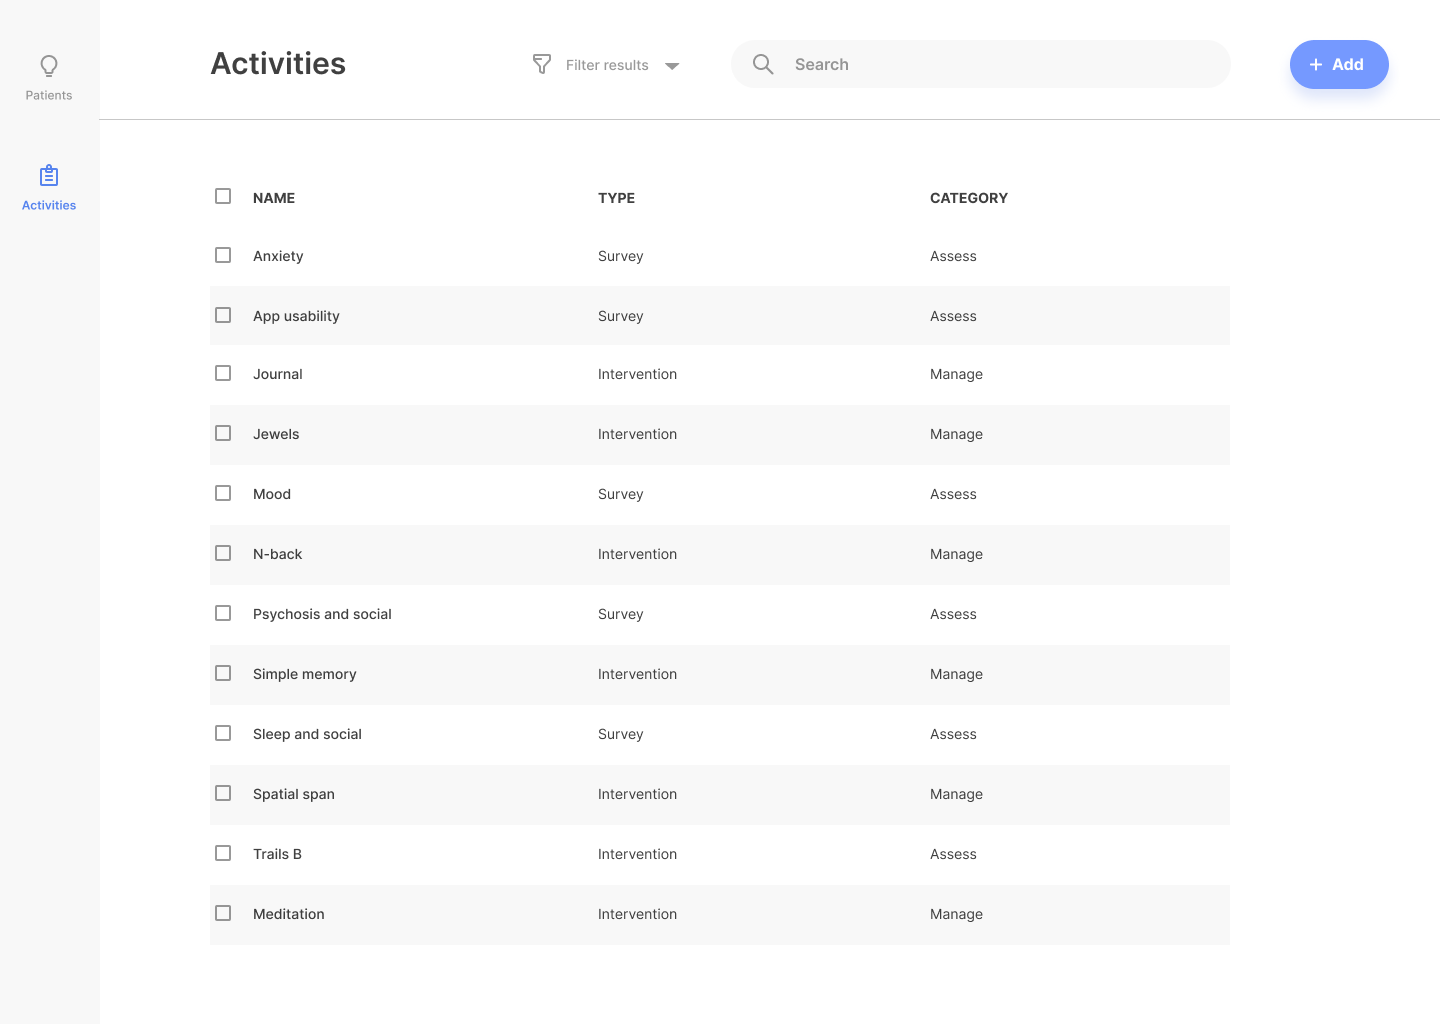 Patients
Activities
Activities
Filter results
Search
+ Add
NAME TYPE CATEGORY
Anxiety Survey Assess
App usability Survey Assess
Journal Intervention Manage
Jewels Intervention Manage
Mood Survey Assess
N-back Intervention Manage
Psychosis and social Survey Assess
Simple memory Intervention Manage
Sleep and social Survey Assess
Spatial span Intervention Manage
Trails B Intervention Assess
Meditation Intervention Manage